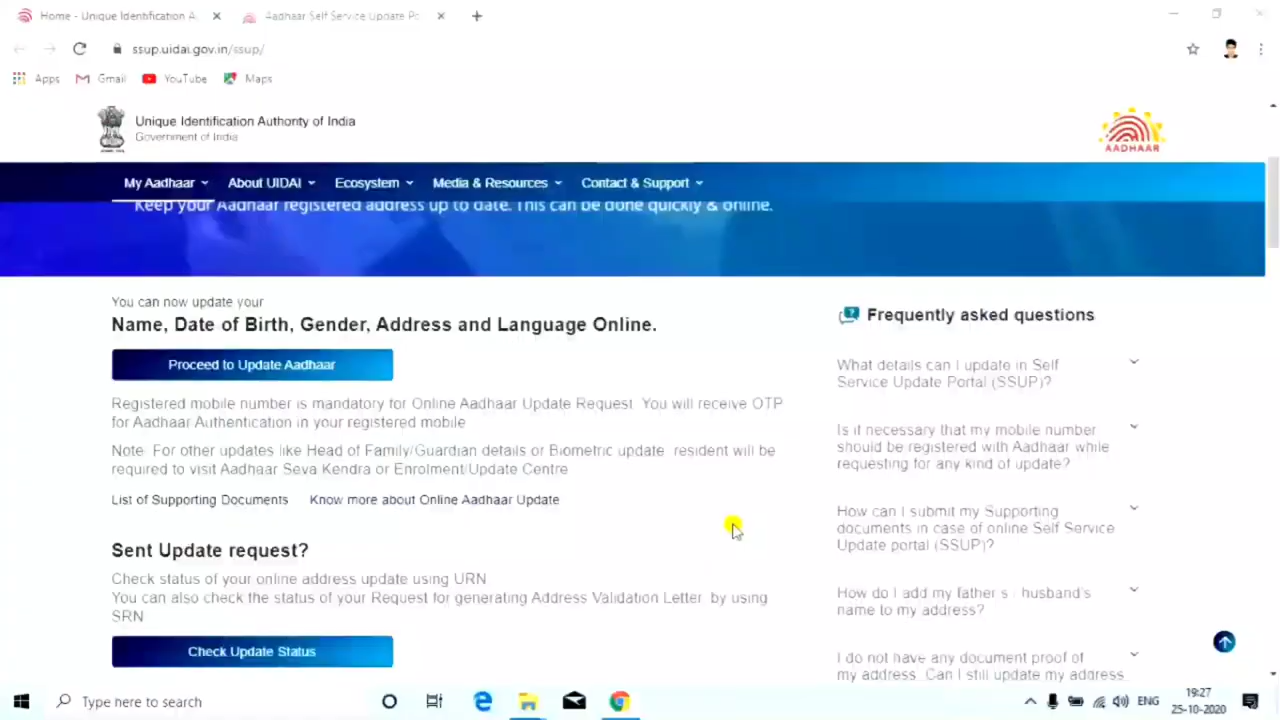 Home - Unique Identification A
Aadhaar Self Service Update Po
ssup.uidai.gov.in/ssup/
Apps
Gmail
YouTube
Maps
Unique Identification Authority of India
Government of India
AADHAAR
My Aadhaar
About UIDAI
Ecosystem
Media & Resources
Contact & Support
Keep your Aadhaar registered address up to date. This can be done quickly & online.
You can now update your
Name, Date of Birth, Gender, Address and Language Online.
Proceed to Update Aadhaar
Registered mobile number is mandatory for Online Aadhaar Update Request. You will receive OTP
for Aadhaar Authentication in your registered mobile
Note: For other updates like Head of Family/Guardian details or Biometric update resident will be
required to visit Aadhaar Seva Kendra or Enrolment/Update Centre
List of Supporting Documents
Know more about Online Aadhaar Update
Sent Update request?
Check status of your online address update using URN
You can also check the status of your Request for generating Address Validation Letter by using
SRN
Check Update Status
Frequently asked questions
What details can I update in Self
Service Update Portal (SSUP)?
Is it necessary that my mobile number
should be registered with Aadhaar while
requesting for any kind of update?
How can I submit my Supporting
documents in case of online Self Service
Update portal (SSUP)?
How do I add my father's / husband's
name to my address?
I do not have any document proof of
my address. Can I still update my address
Type here to search
ENG
19:27
25-10-2020